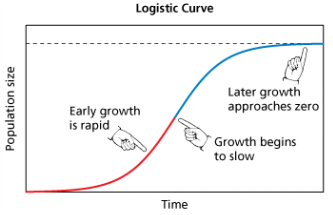 Logistic Curve
Population size
Early growth
is rapid
Later growth
approaches zero
Growth begins
to slow
Time